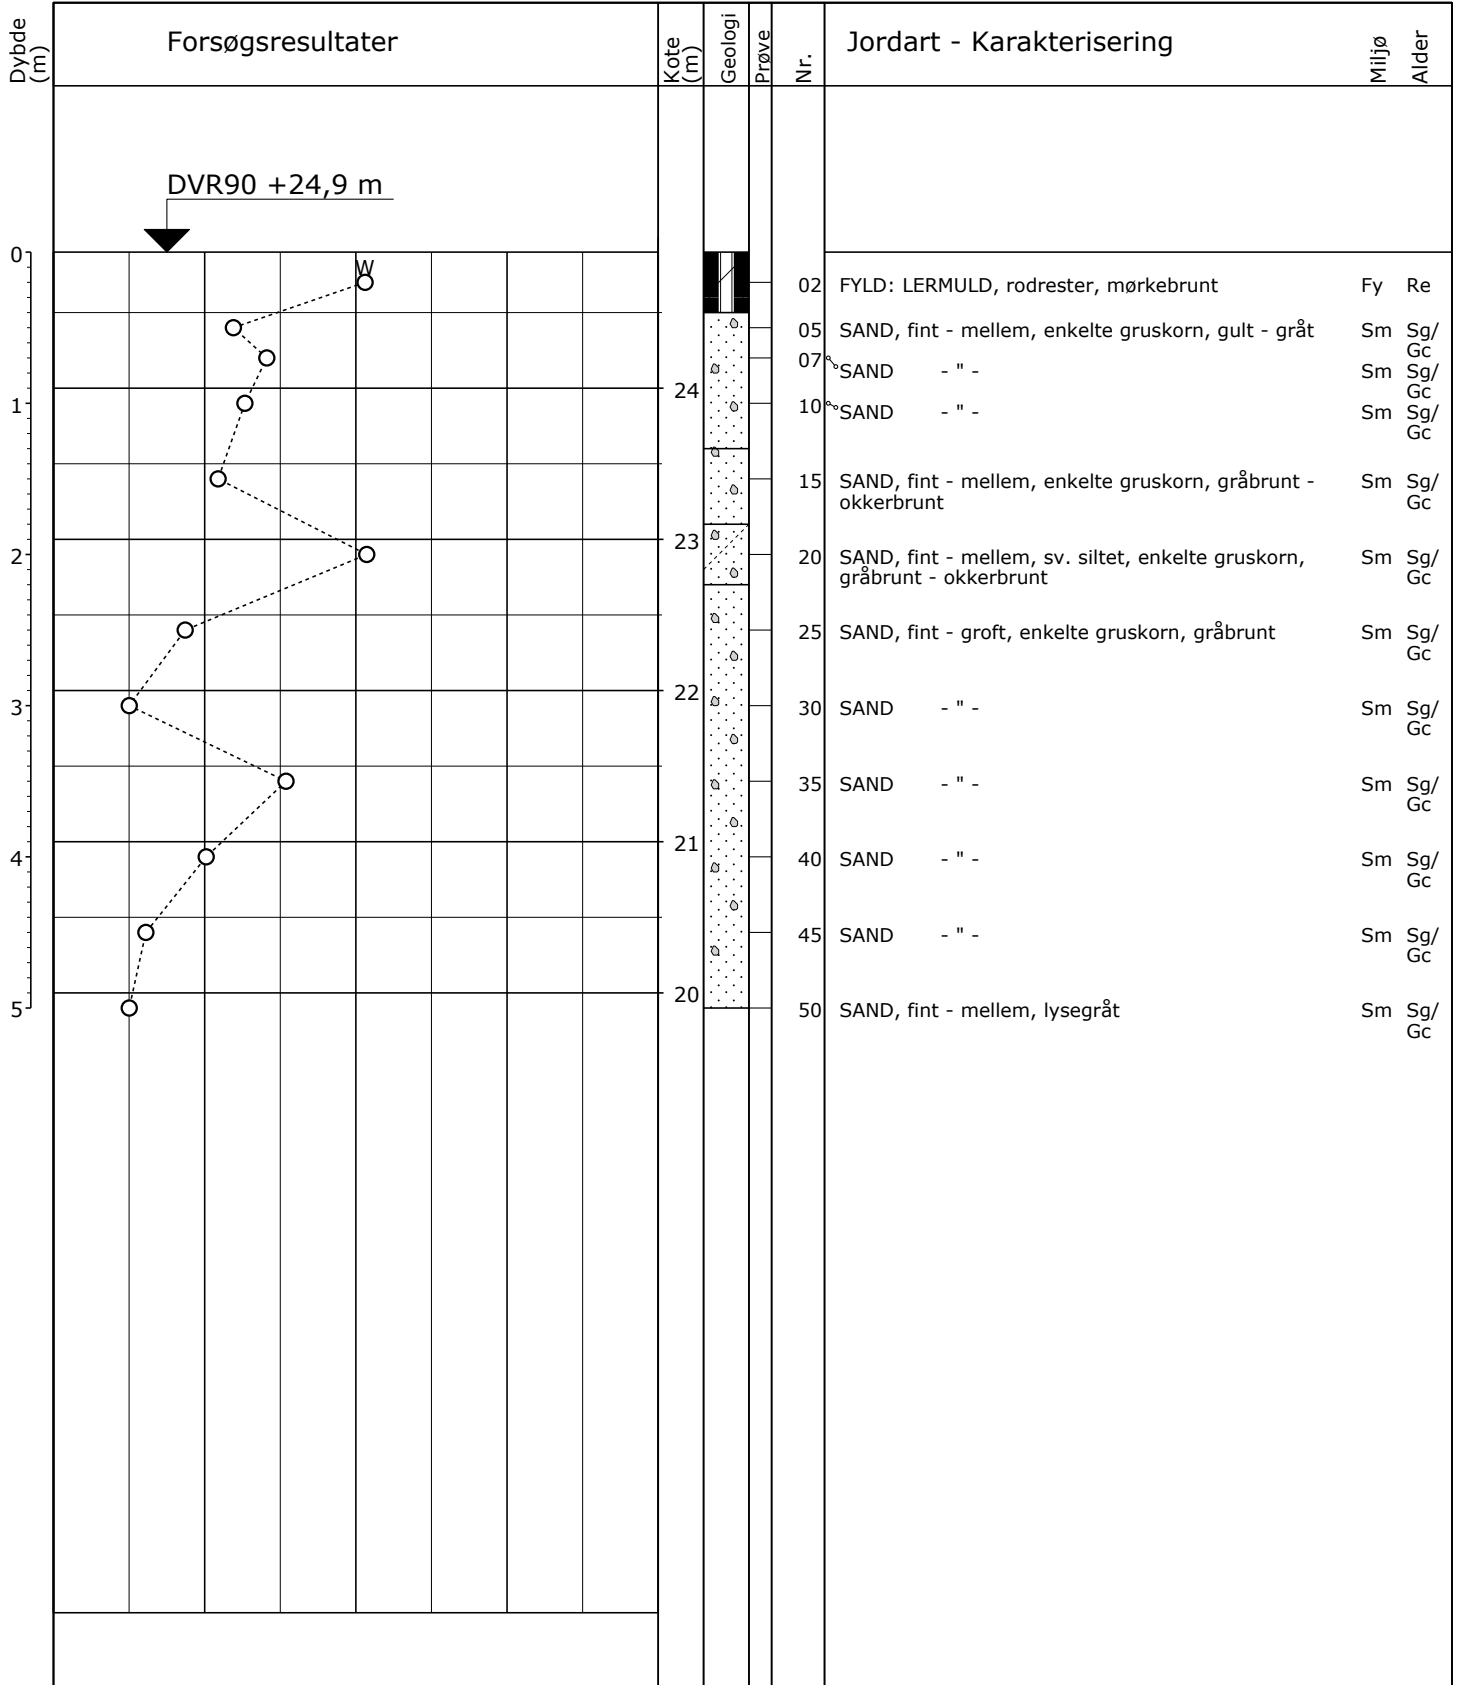 Dybde (m)
Forsøgsresultater
Kote (m)
Geologi
Prøve
Nr.
Jordart - Karakterisering
Miljø
Alder
DVR90 +24,9 m
0
W
02 FYLD: LERMULD, rodrester, mørkebrunt Fy Re
05 SAND, fint - mellem, enkelte gruskorn, gult - gråt Sm Sg/
Gc
07 SAND - " - Sm Sg/
Gc
24
1
10 SAND - " - Sm Sg/
Gc
15 SAND, fint - mellem, enkelte gruskorn, gråbrunt - Sm Sg/
okkerbrunt Gc
23
2
20 SAND, fint - mellem, sv. siltet, enkelte gruskorn, Sm Sg/
gråbrunt - okkerbrunt Gc
25 SAND, fint - groft, enkelte gruskorn, gråbrunt Sm Sg/
Gc
22
3
30 SAND - " - Sm Sg/
Gc
35 SAND - " - Sm Sg/
Gc
21
4
40 SAND - " - Sm Sg/
Gc
45 SAND - " - Sm Sg/
Gc
20
5
50 SAND, fint - mellem, lysegråt Sm Sg/
Gc